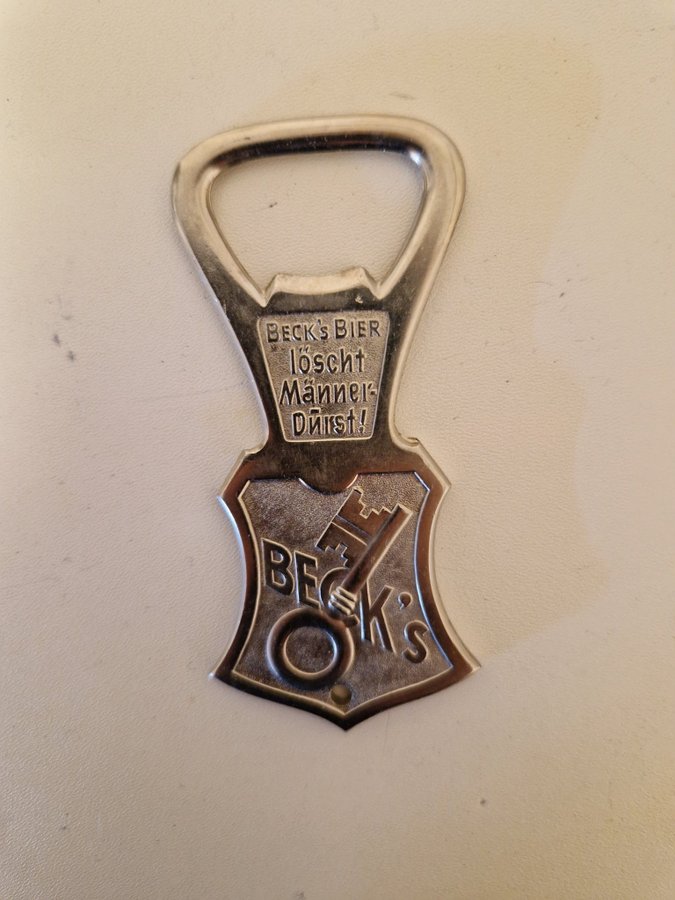 BECK'S BIER
löscht
Männer-
Durst!
BECK's